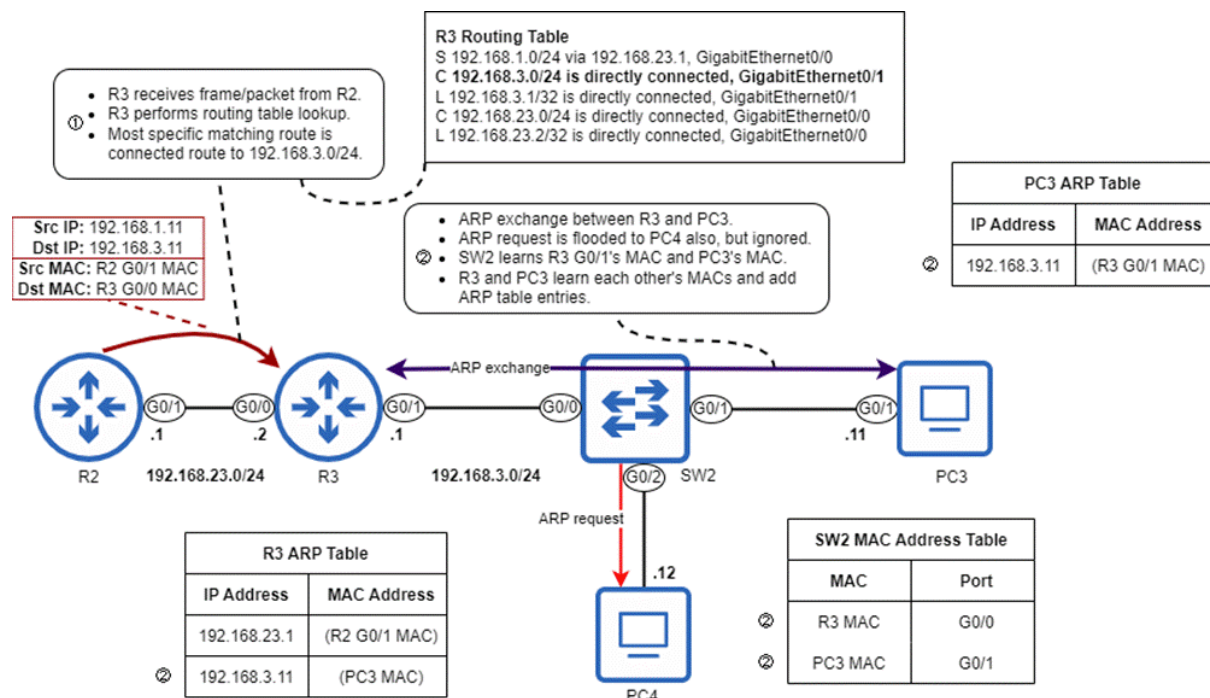 R3 Routing Table
S 192.168.1.0/24 via 192.168.23.1, GigabitEthernet0/0
C 192.168.3.0/24 is directly connected, GigabitEthernet0/1
L 192.168.3.1/32 is directly connected, GigabitEthernet0/1
C 192.168.23.0/24 is directly connected, GigabitEthernet0/0
L 192.168.23.2/32 is directly connected, GigabitEthernet0/0
①
• R3 receives frame/packet from R2.
• R3 performs routing table lookup.
• Most specific matching route is
connected route to 192.168.3.0/24.
Src IP: 192.168.1.11
Dst IP: 192.168.3.11
Src MAC: R2 G0/1 MAC
Dst MAC: R3 G0/0 MAC
②
• ARP exchange between R3 and PC3.
• ARP request is flooded to PC4 also, but ignored.
• SW2 learns R3 G0/1's MAC and PC3's MAC.
• R3 and PC3 learn each other's MACs and add
ARP table entries.
PC3 ARP Table
IP Address MAC Address
② 192.168.3.11 (R3 G0/1 MAC)
ARP exchange
G0/1 G0/0 G0/1 G0/0 G0/1 G0/1
.1 .2 .1 .11
R2 192.168.23.0/24 R3 192.168.3.0/24 G0/2 SW2 PC3
ARP request
.12
PC4
R3 ARP Table
IP Address MAC Address
192.168.23.1 (R2 G0/1 MAC)
② 192.168.3.11 (PC3 MAC)
SW2 MAC Address Table
MAC Port
② R3 MAC G0/0
② PC3 MAC G0/1